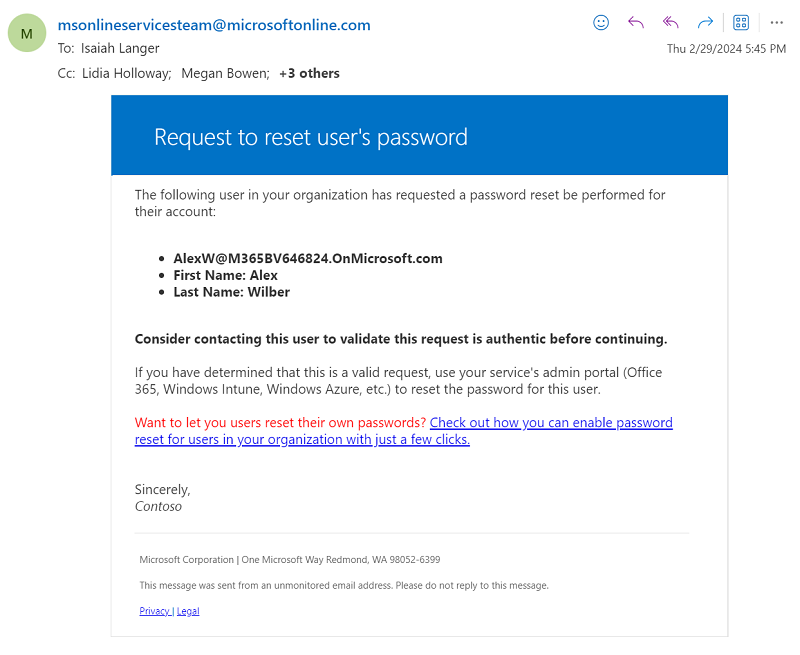 M
msonlineservicesteam@microsoftonline.com
To: Isaiah Langer
Thu 2/29/2024 5:45 PM
Cc: Lidia Holloway; Megan Bowen; +3 others
Request to reset user's password
The following user in your organization has requested a password reset be performed for
their account:
• AlexW@M365BV646824.OnMicrosoft.com
• First Name: Alex
• Last Name: Wilber
Consider contacting this user to validate this request is authentic before continuing.
If you have determined that this is a valid request, use your service's admin portal (Office
365, Windows Intune, Windows Azure, etc.) to reset the password for this user.
Want to let you users reset their own passwords? Check out how you can enable password
reset for users in your organization with just a few clicks.
Sincerely,
Contoso
Microsoft Corporation | One Microsoft Way Redmond, WA 98052-6399
This message was sent from an unmonitored email address. Please do not reply to this message.
Privacy | Legal